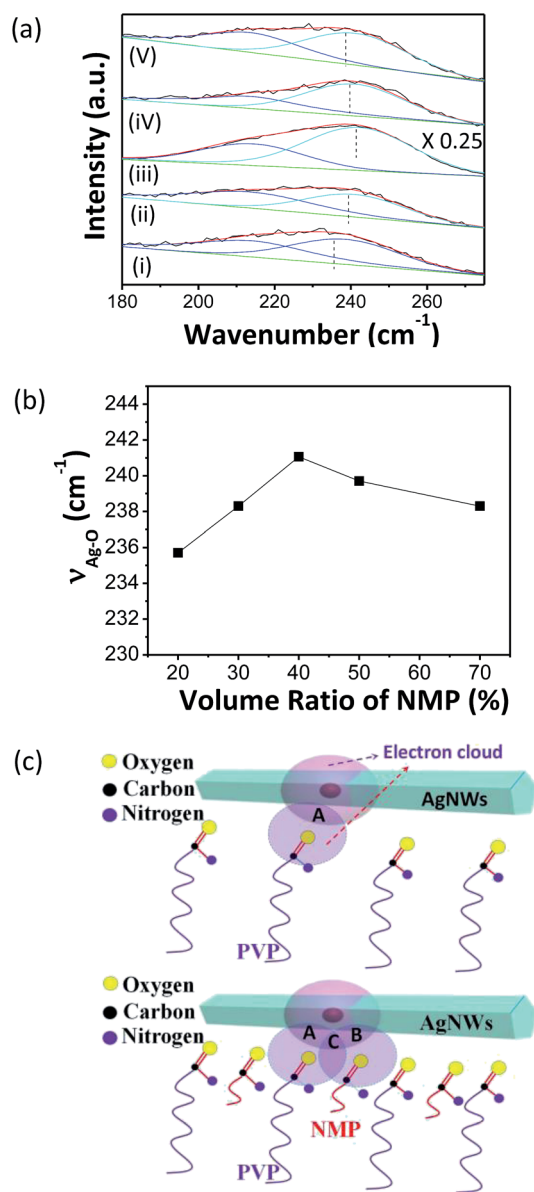 (a)
Intensity (a.u.)
(V)
(iV)
X 0.25
(iii)
(ii)
(i)
180 200 220 240 260
Wavenumber (cm⁻¹)
(b)
244
242
240
238
236
234
232
230
ν Ag-O (cm⁻¹)
20 30 40 50 60 70
Volume Ratio of NMP (%)
(c)
Oxygen
Carbon
Nitrogen
Electron cloud
AgNWs
A
PVP
Oxygen
Carbon
Nitrogen
AgNWs
A C B
NMP
PVP